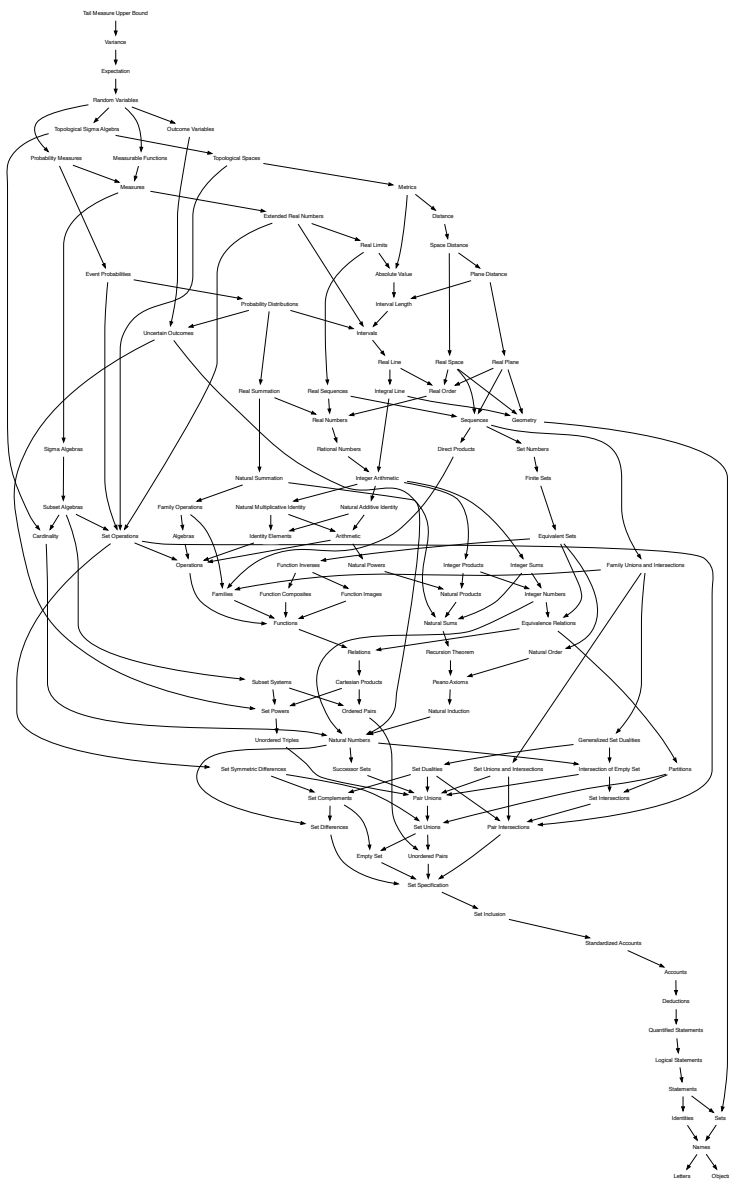 Tail Measure Upper Bound
Variance
Expectation
Random Variables
Topological Sigma Algebra
Outcome Variables
Probability Measures
Measurable Functions
Topological Spaces
Measures
Metrics
Extended Real Numbers
Distance
Real Limits
Space Distance
Event Probabilities
Absolute Value
Plane Distance
Probability Distributions
Interval Length
Uncertain Outcomes
Intervals
Real Line
Real Space
Real Plane
Real Summation
Real Sequences
Integral Line
Real Order
Real Numbers
Sequences
Geometry
Sigma Algebras
Rational Numbers
Direct Products
Set Numbers
Natural Summation
Integer Arithmetic
Finite Sets
Subset Algebras
Family Operations
Natural Multiplicative Identity
Natural Additive Identity
Cardinality
Set Operations
Algebras
Identity Elements
Arithmetic
Equivalent Sets
Operations
Function Inverses
Natural Powers
Integer Products
Integer Sums
Family Unions and Intersections
Families
Function Composites
Function Images
Natural Products
Integer Numbers
Functions
Natural Sums
Equivalence Relations
Relations
Recursion Theorem
Natural Order
Subset Systems
Cartesian Products
Peano Axioms
Set Powers
Ordered Pairs
Natural Induction
Unordered Triples
Natural Numbers
Generalized Set Dualities
Set Symmetric Differences
Successor Sets
Set Dualities
Set Unions and Intersections
Intersection of Empty Set
Partitions
Set Complements
Pair Unions
Set Intersections
Set Differences
Set Unions
Pair Intersections
Empty Set
Unordered Pairs
Set Specification
Set Inclusion
Standardized Accounts
Accounts
Deductions
Quantified Statements
Logical Statements
Statements
Identities
Sets
Names
Letters
Objects